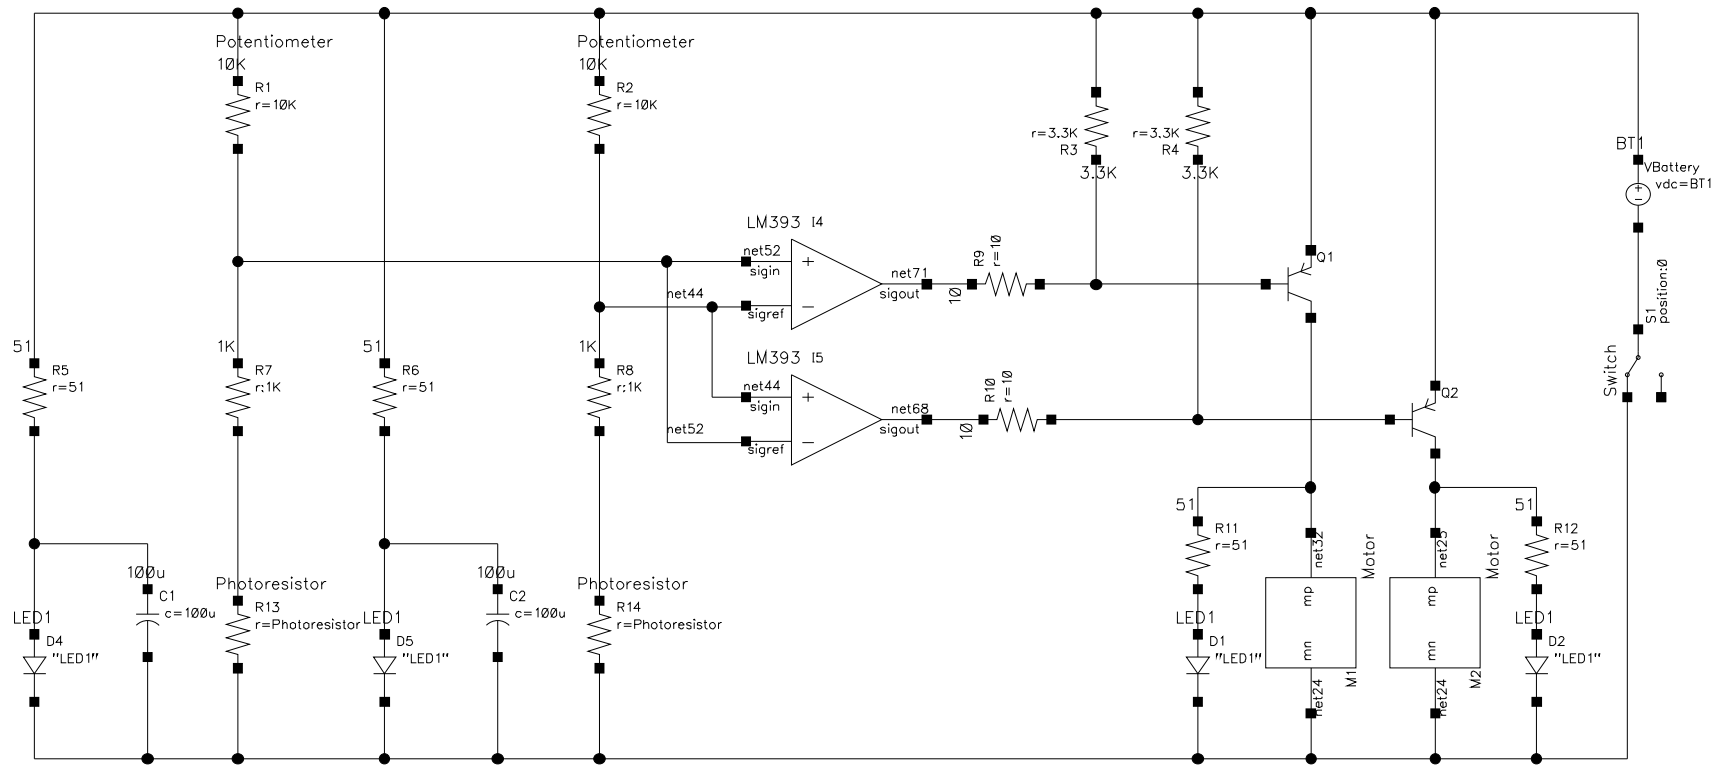 Potentiometer
10K
R1
r=10K
Potentiometer
10K
R2
r=10K
r=3.3K
R3
3.3K
r=3.3K
R4
3.3K
BT1
VBattery
vdc=BT1
LM393 I4
net52
sigin
net44
sigref
net71
sigout
R9
r=10
10
Q1
S1
position:0
Switch
51
R5
r=51
1K
R7
r:1K
51
R6
r=51
1K
R8
r:1K
LM393 I5
net44
sigin
net52
sigref
net68
sigout
R10
r=10
10
Q2
51
R11
r=51
net32
Motor
net25
Motor
51
R12
r=51
100u
C1
c=100u
Photoresistor
R13
r=Photoresistor
100u
C2
c=100u
Photoresistor
R14
r=Photoresistor
LED1
D4
"LED1"
LED1
D5
"LED1"
LED1
D1
"LED1"
mp
mn
M1
net24
mp
mn
M2
net24
LED1
D2
"LED1"